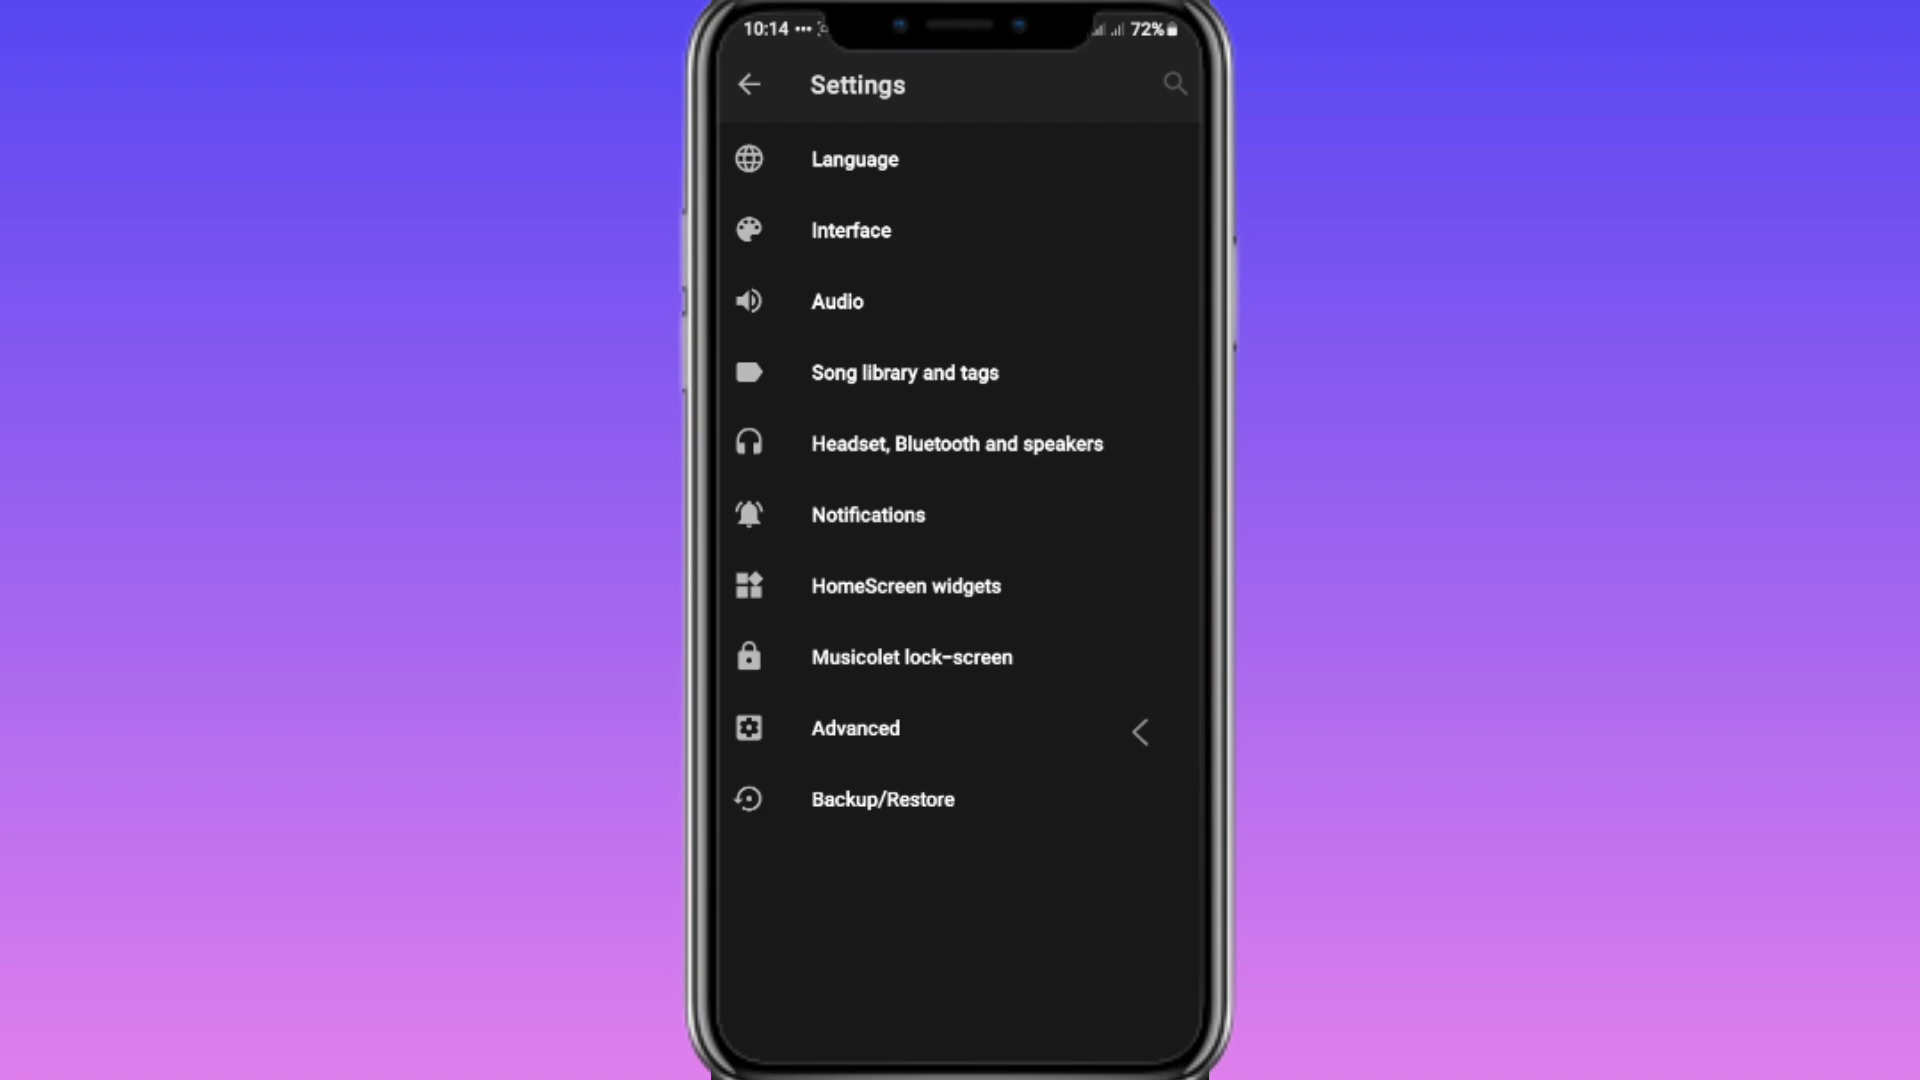 10:14 ••• 72%
Settings
Language
Interface
Audio
Song library and tags
Headset, Bluetooth and speakers
Notifications
HomeScreen widgets
Musicolet lock-screen
Advanced
Backup/Restore